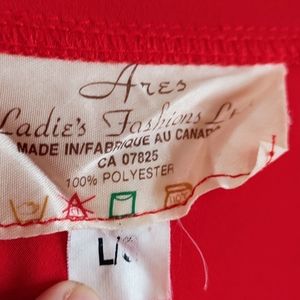 Ares
Ladie's Fashions
MADE IN/FABRIQUE AU CANADA
CA 07825
100% POLYESTER
L/